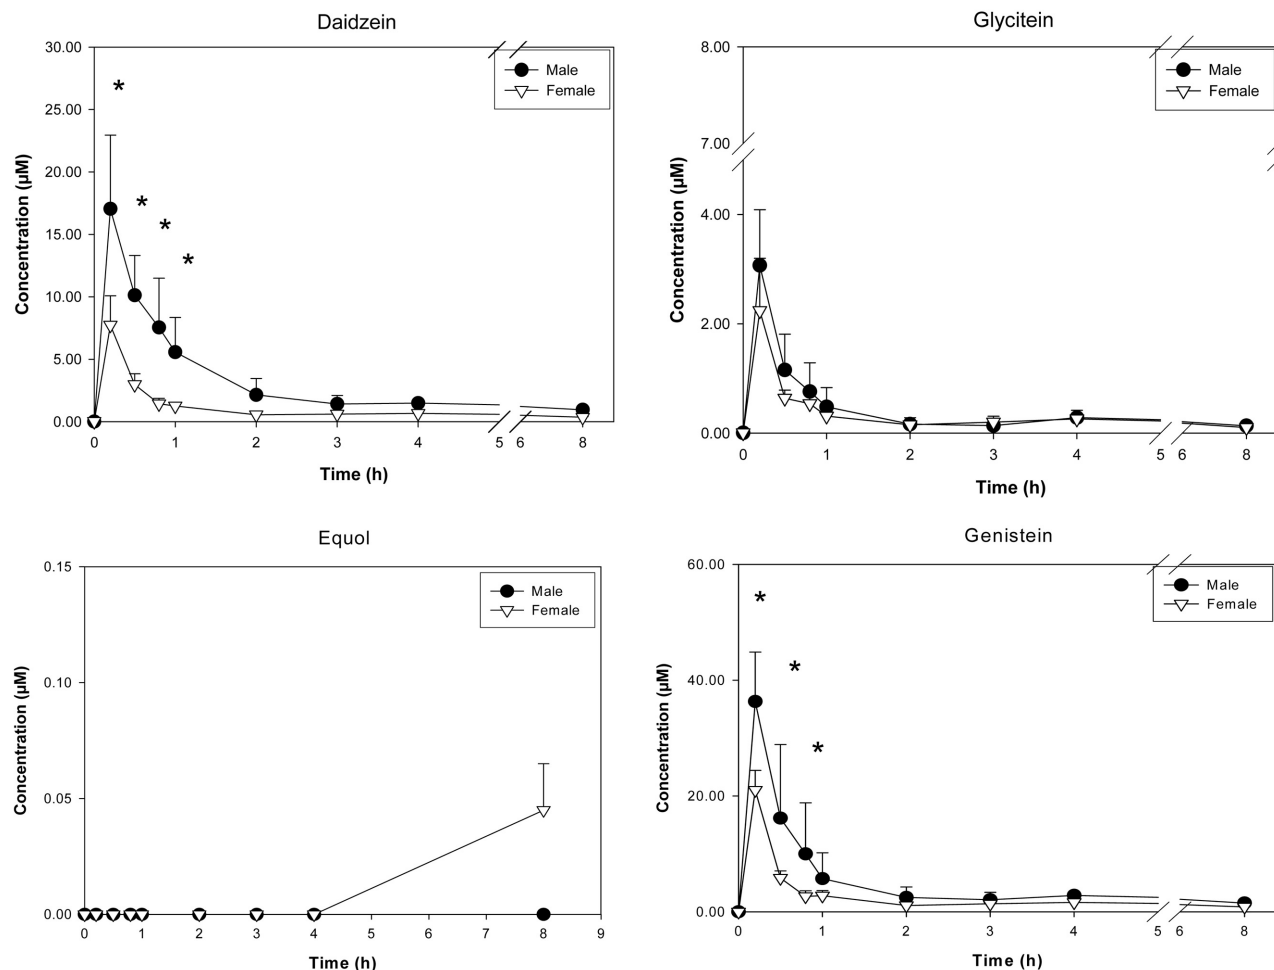 Daidzein
30.00
25.00
20.00
15.00
10.00
5.00
0.00
Concentration (µM)
* * * *
Male
Female
0 1 2 3 4 5 6 8
Time (h)
Glycitein
8.00
7.00
4.00
2.00
0.00
Concentration (µM)
Male
Female
0 1 2 3 4 5 6 8
Time (h)
Equol
0.15
0.10
0.05
0.00
Concentration (µM)
Male
Female
0 1 2 3 4 5 6 7 8 9
Time (h)
Genistein
60.00
40.00
20.00
0.00
Concentration (µM)
* * *
Male
Female
0 1 2 3 4 5 6 8
Time (h)